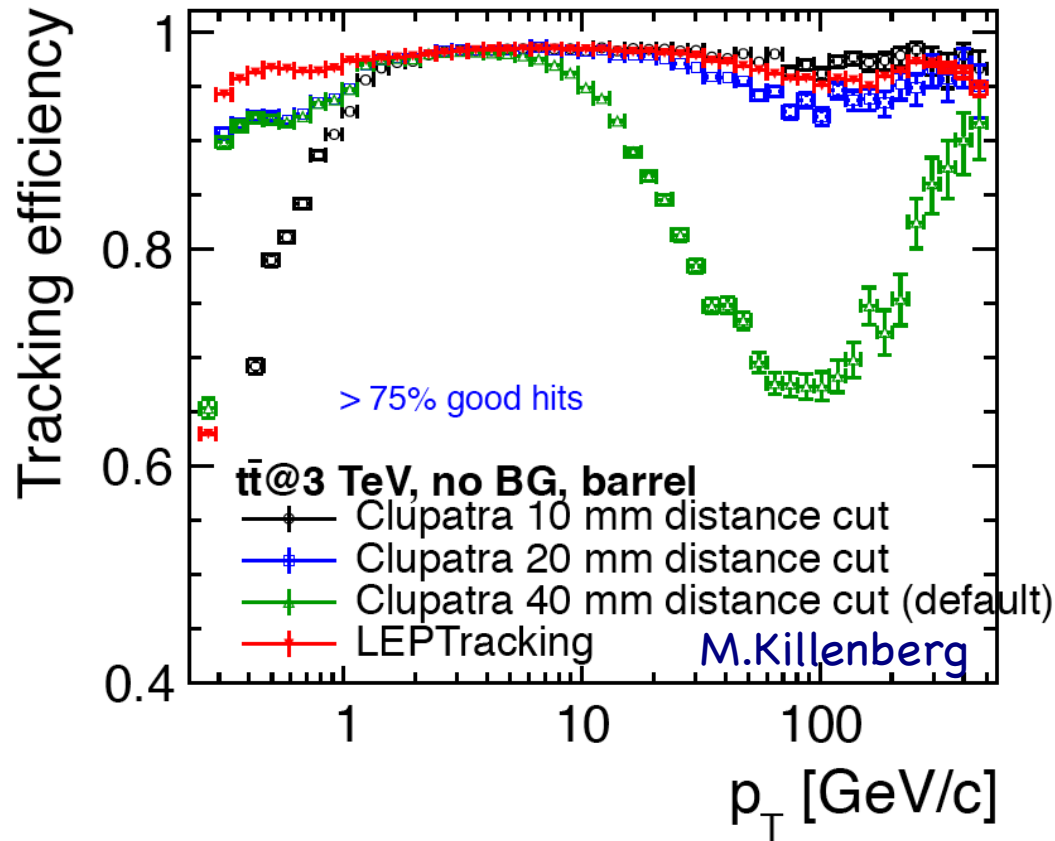 Tracking efficiency
1
0.8
0.6
0.4
> 75% good hits
tt̄@3 TeV, no BG, barrel
Clupatra 10 mm distance cut
Clupatra 20 mm distance cut
Clupatra 40 mm distance cut (default)
LEPTracking
M.Killenberg
1 10 100
p_T [GeV/c]